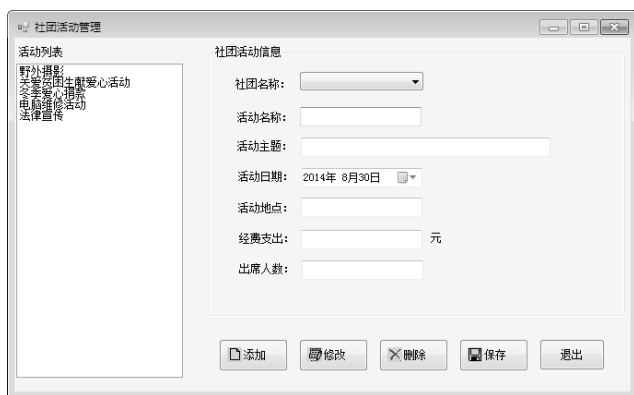 社团活动管理
活动列表
野外摄影
关爱贫困生献爱心活动
冬季爱心捐款
电脑维修活动
法律宣传
社团活动信息
社团名称：
活动名称：
活动主题：
活动日期： 2014年 8月30日
活动地点：
经费支出： 元
出席人数：
添加 修改 删除 保存 退出